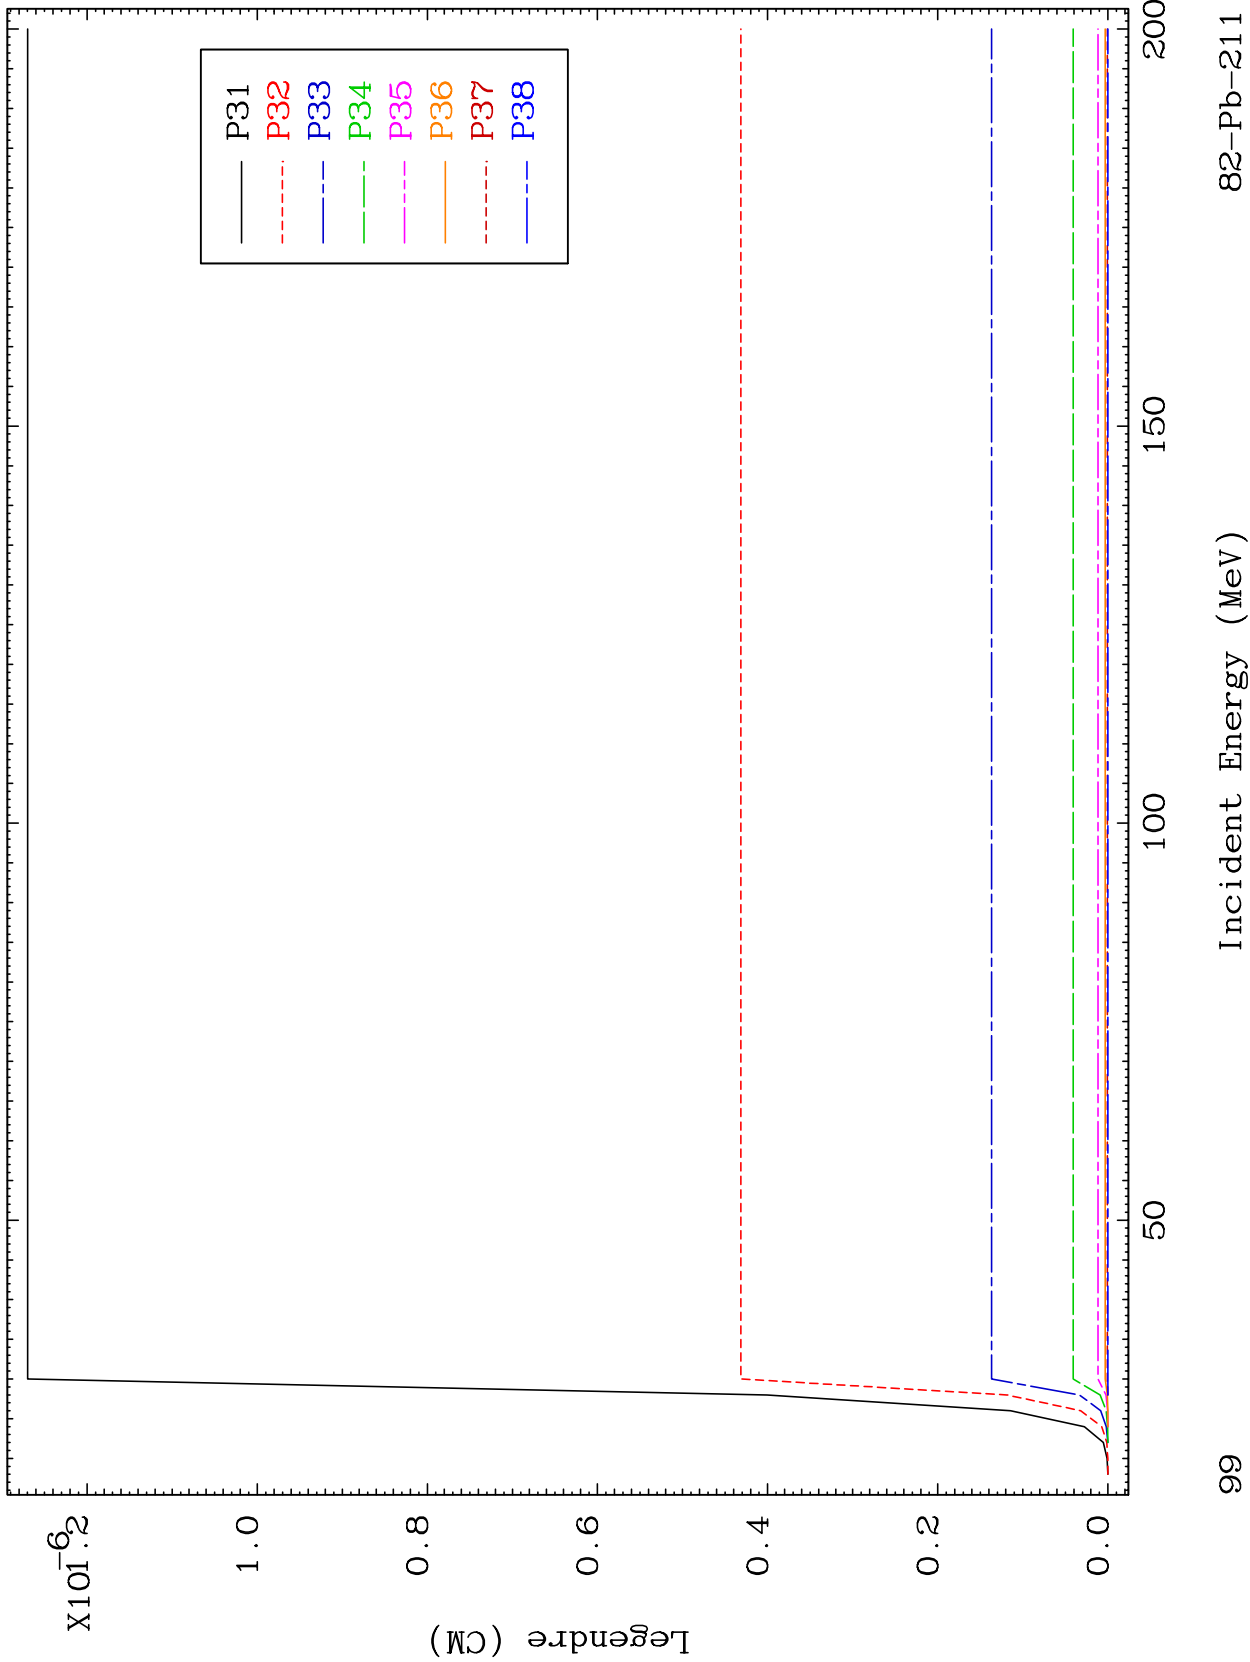 X10-6
1.2
1.0
0.8
0.6
0.4
0.2
0.0
Legendre (CM)
P31
P32
P33
P34
P35
P36
P37
P38
50
100
150
200
Incident Energy (MeV)
99
82-Pb-211